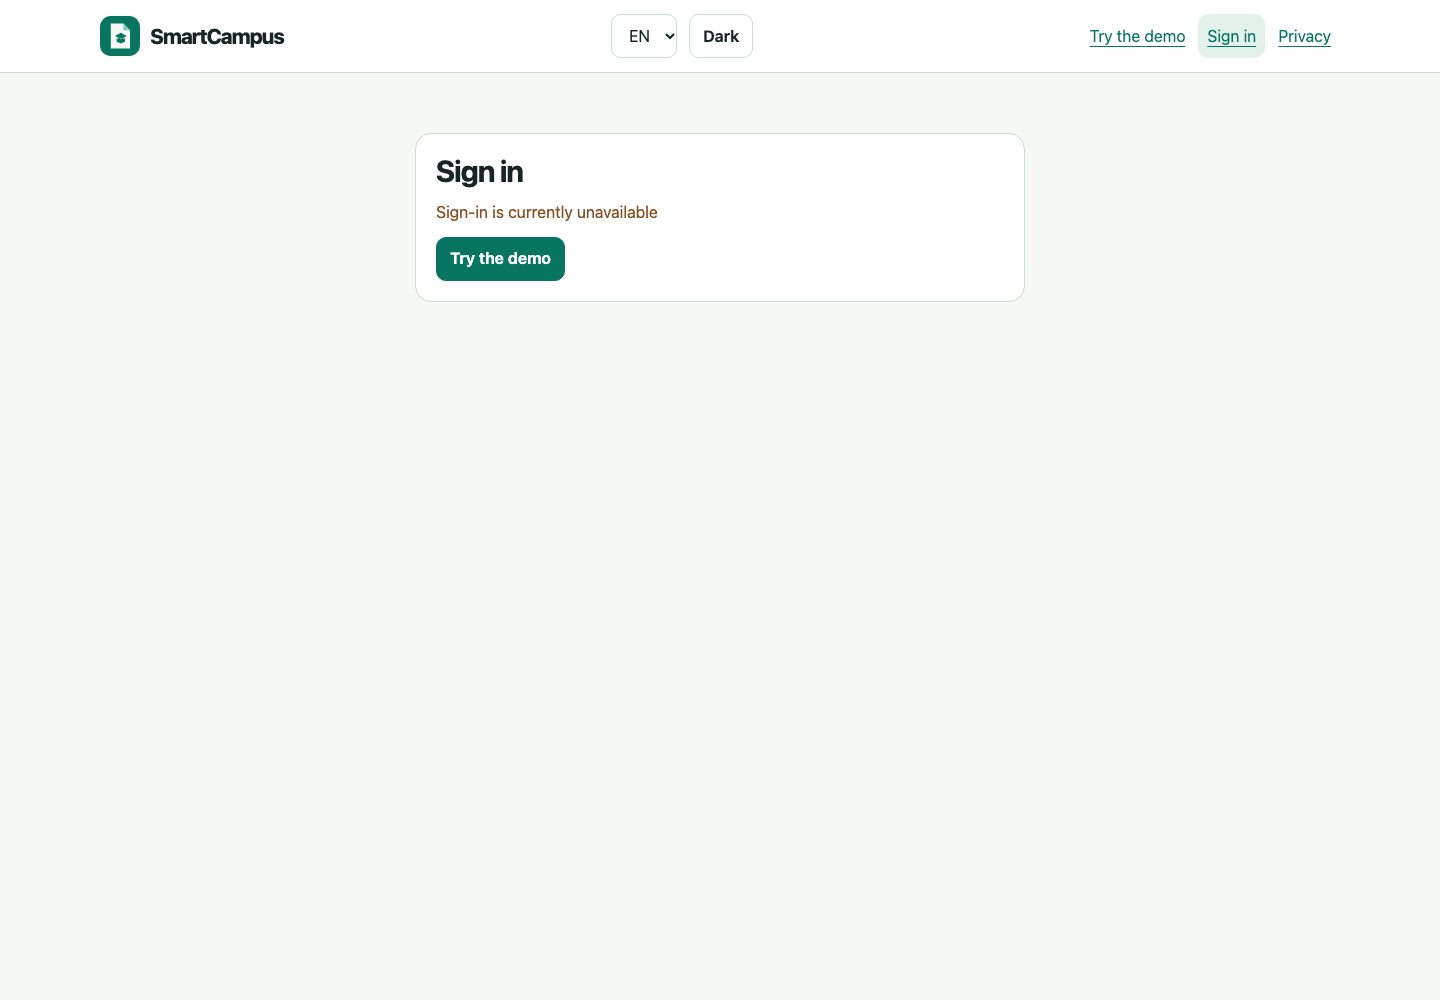 SmartCampus
EN
Dark
Try the demo
Sign in
Privacy
Sign in
Sign-in is currently unavailable
Try the demo